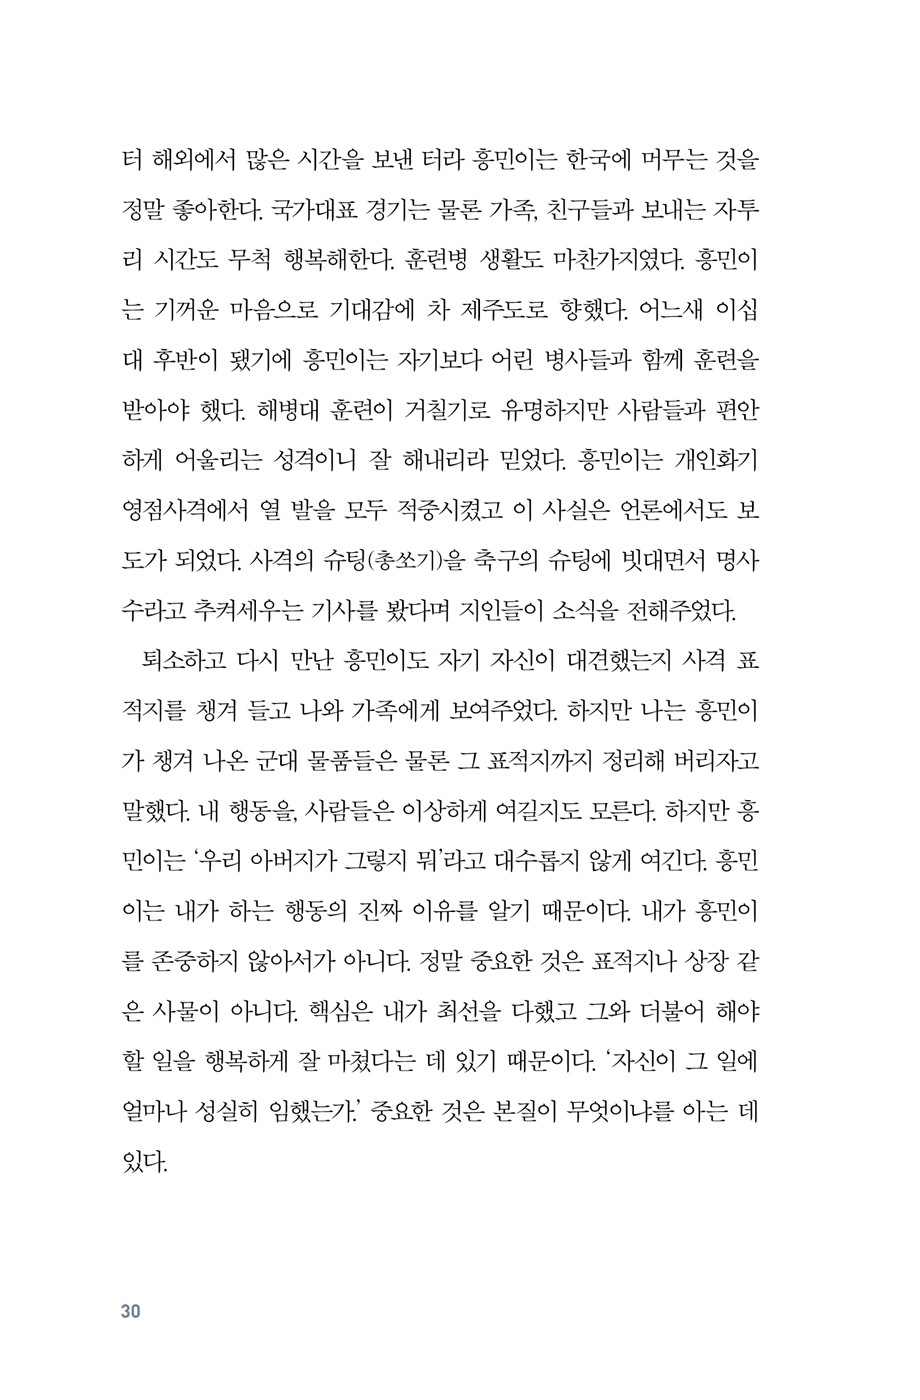 터 해외에서 많은 시간을 보낸 터라 흥민이는 한국에 머무는 것을
정말 좋아한다. 국가대표 경기는 물론 가족, 친구들과 보내는 자투
리 시간도 무척 행복해한다. 훈련병 생활도 마찬가지였다. 흥민이
는 기꺼운 마음으로 기대감에 차 제주도로 향했다. 어느새 이십
대 후반이 됐기에 흥민이는 자기보다 어린 병사들과 함께 훈련을
받아야 했다. 해병대 훈련이 거칠기로 유명하지만 사람들과 편안
하게 어울리는 성격이니 잘 해내리라 믿었다. 흥민이는 개인화기
영점사격에서 열 발을 모두 적중시켰고 이 사실은 언론에서도 보
도가 되었다. 사격의 슈팅(총쏘기)을 축구의 슈팅에 빗대면서 명사
수라고 추켜세우는 기사를 봤다며 지인들이 소식을 전해주었다.
퇴소하고 다시 만난 흥민이도 자기 자신이 대견했는지 사격 표
적지를 챙겨 들고 나와 가족에게 보여주었다. 하지만 나는 흥민이
가 챙겨 나온 군대 물품들은 물론 그 표적지까지 정리해 버리자고
말했다. 내 행동을, 사람들은 이상하게 여길지도 모른다. 하지만 흥
민이는 ‘우리 아버지가 그렇지 뭐’라고 대수롭지 않게 여긴다. 흥민
이는 내가 하는 행동의 진짜 이유를 알기 때문이다. 내가 흥민이
를 존중하지 않아서가 아니다. 정말 중요한 것은 표적지나 상장 같
은 사물이 아니다. 핵심은 내가 최선을 다했고 그와 더불어 해야
할 일을 행복하게 잘 마쳤다는 데 있기 때문이다. ‘자신이 그 일에
얼마나 성실히 임했는가.’ 중요한 것은 본질이 무엇이냐를 아는 데
있다.
30